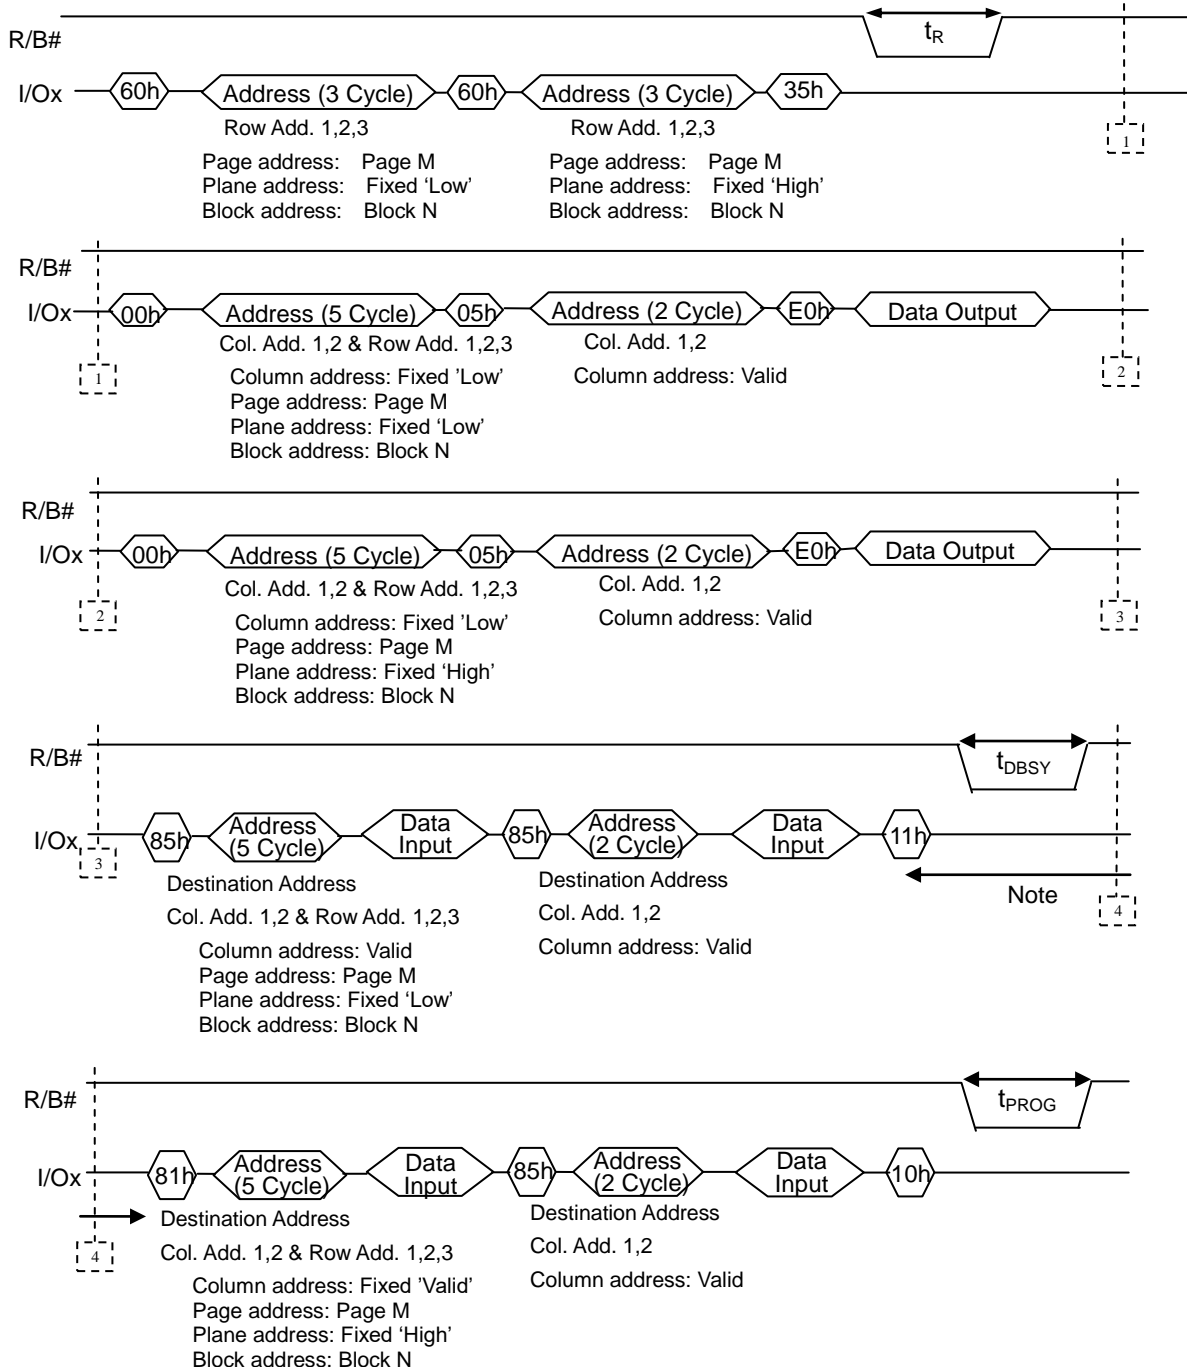 R/B#
t_R
I/Ox 60h Address (3 Cycle) 60h Address (3 Cycle) 35h
Row Add. 1,2,3 Row Add. 1,2,3
1
Page address: Page M Page address: Page M
Plane address: Fixed 'Low' Plane address: Fixed 'High'
Block address: Block N Block address: Block N
R/B#
I/Ox 00h Address (5 Cycle) 05h Address (2 Cycle) E0h Data Output
Col. Add. 1,2 & Row Add. 1,2,3 Col. Add. 1,2
1 Column address: Fixed 'Low' Column address: Valid 2
Page address: Page M
Plane address: Fixed 'Low'
Block address: Block N
R/B#
I/Ox 00h Address (5 Cycle) 05h Address (2 Cycle) E0h Data Output
Col. Add. 1,2 & Row Add. 1,2,3 Col. Add. 1,2
2 Column address: Fixed 'Low' Column address: Valid 3
Page address: Page M
Plane address: Fixed 'High'
Block address: Block N
R/B# t_DBSY
I/Ox 85h Address (5 Cycle) Data Input 85h Address (2 Cycle) Data Input 11h
3
Destination Address Destination Address Note 4
Col. Add. 1,2 & Row Add. 1,2,3 Col. Add. 1,2
Column address: Valid Column address: Valid
Page address: Page M
Plane address: Fixed 'Low'
Block address: Block N
R/B# t_PROG
I/Ox 81h Address (5 Cycle) Data Input 85h Address (2 Cycle) Data Input 10h
Destination Address Destination Address
4 Col. Add. 1,2 & Row Add. 1,2,3 Col. Add. 1,2
Column address: Fixed 'Valid' Column address: Valid
Page address: Page M
Plane address: Fixed 'High'
Block address: Block N